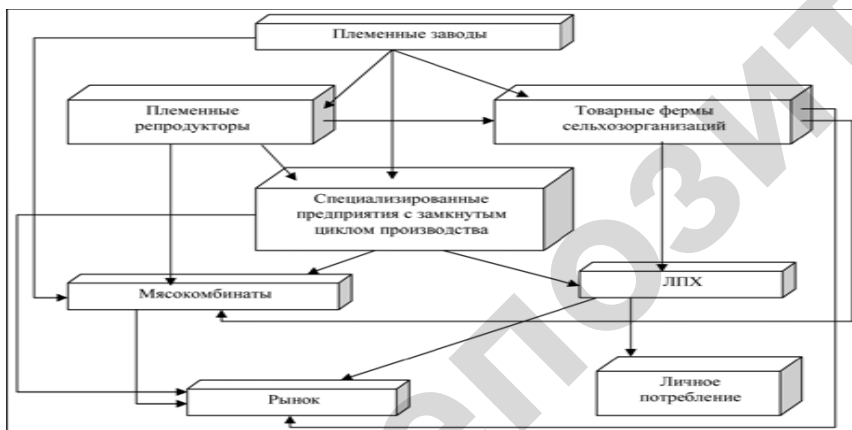 Племенные заводы
Племенные
репродукторы
Товарные фермы
сельхозорганизаций
Специализированные
предприятия с замкнутым
циклом производства
Мясокомбинаты
ЛПХ
Рынок
Личное
потребление